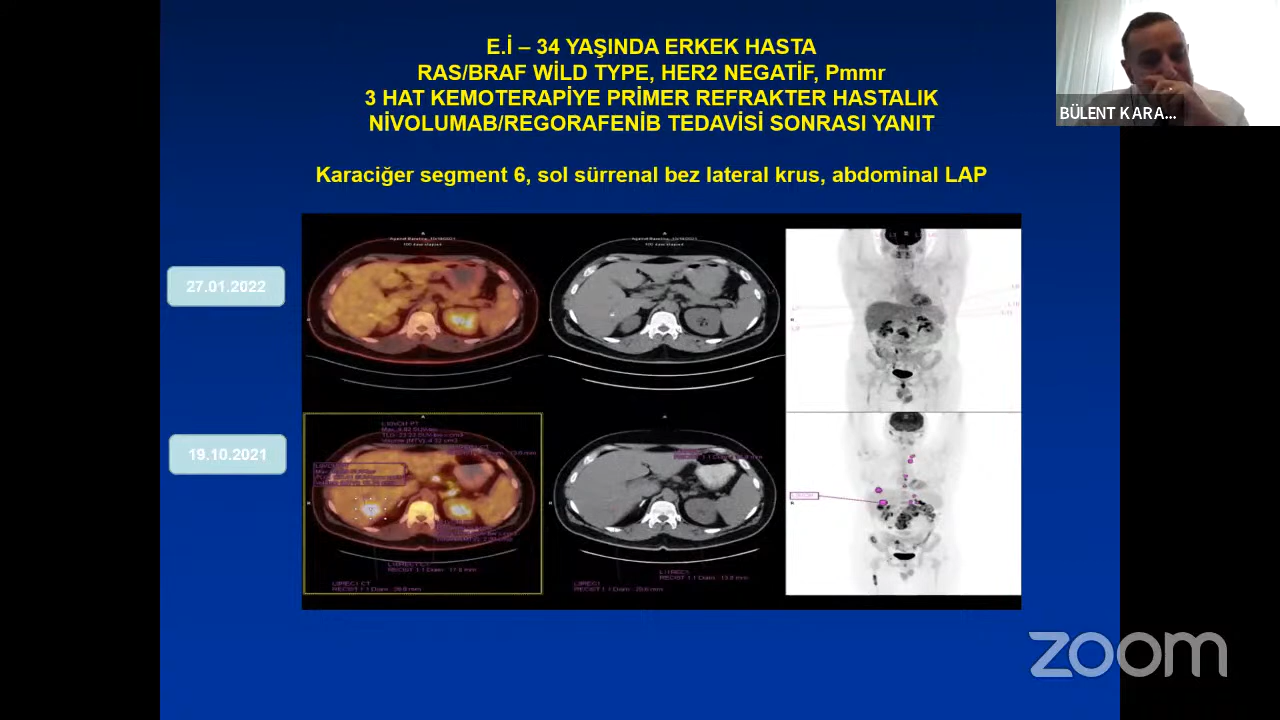 E.İ – 34 YAŞINDA ERKEK HASTA
RAS/BRAF WİLD TYPE, HER2 NEGATİF, Pmmr
3 HAT KEMOTERAPİYE PRİMER REFRAKTER HASTALIK
NİVOLUMAB/REGORAFENİB TEDAVİSİ SONRASI YANIT
Karaciğer segment 6, sol sürrenal bez lateral krus, abdominal LAP
BÜLENT KARA...
27.01.2022
19.10.2021
zoom